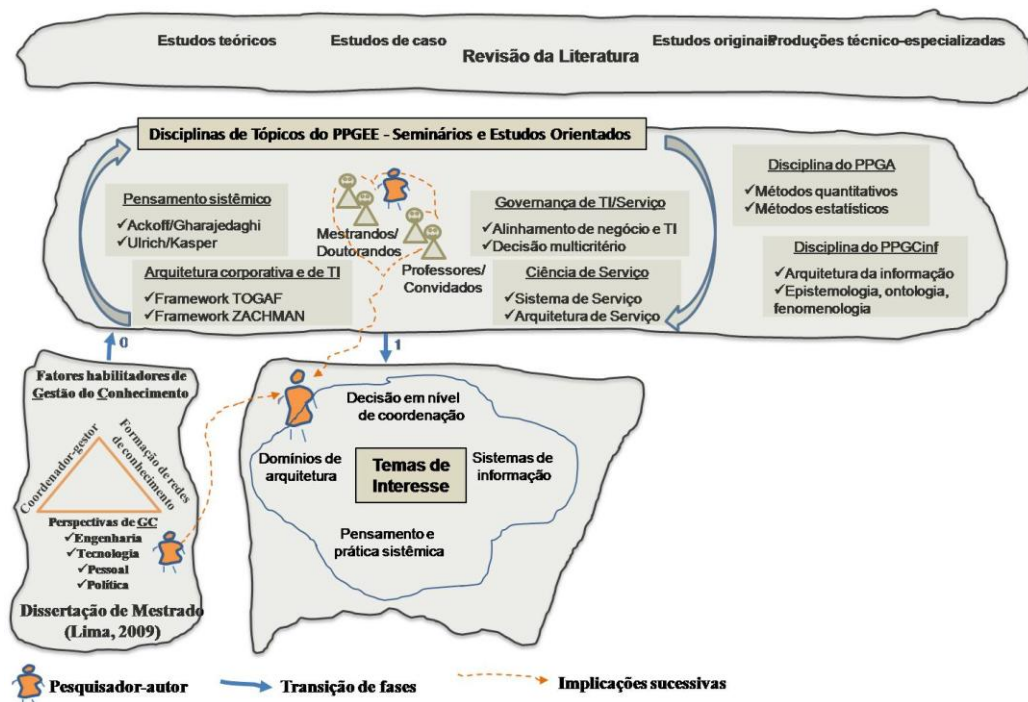 Estudos teóricos
Estudos de caso
Estudos originais
Produções técnico-especializadas
Revisão da Literatura
Disciplinas de Tópicos do PPGEE - Seminários e Estudos Orientados
Pensamento sistêmico
✓Ackoff/Gharajedaghi
✓Ulrich/Kasper
Arquitetura corporativa e de TI
✓Framework TOGAF
✓Framework ZACHMAN
Mestrandos/
Doutorandos
Professores/
Convidados
Governança de TI/Serviço
✓Alinhamento de negócio e TI
✓Decisão multicritério
Ciência de Serviço
✓Sistema de Serviço
✓Arquitetura de Serviço
Disciplina do PPGA
✓Métodos quantitativos
✓Métodos estatísticos
Disciplina do PPGCinf
✓Arquitetura da informação
✓Epistemologia, ontologia,
fenomenologia
0
1
Fatores habilitadores de
Gestão do Conhecimento
Coordenador-gestor
Formação de redes
de conhecimento
Perspectivas de GC
✓Engenharia
✓Tecnologia
✓Pessoal
✓Política
Dissertação de Mestrado
(Lima, 2009)
Decisão em nível
de coordenação
Domínios de
arquitetura
Temas de
Interesse
Sistemas de
informação
Pensamento e
prática sistêmica
Pesquisador-autor
Transição de fases
Implicações sucessivas